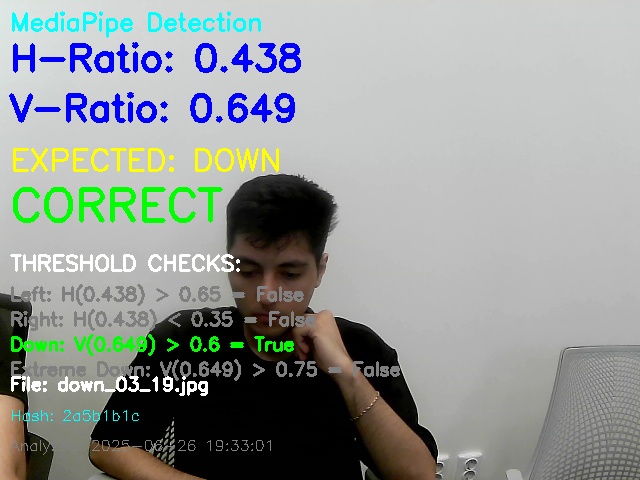 MediaPipe Detection
H-Ratio: 0.438
V-Ratio: 0.649
EXPECTED: DOWN
CORRECT
THRESHOLD CHECKS:
Left: H(0.438) > 0.65 = False
Right: H(0.438) < 0.35 = False
Down: V(0.649) > 0.6 = True
Extreme Down: V(0.649) > 0.75 = False
File: down_03_19.jpg
Hash: 2a5b1b1c
2025-06-26 19:33:01